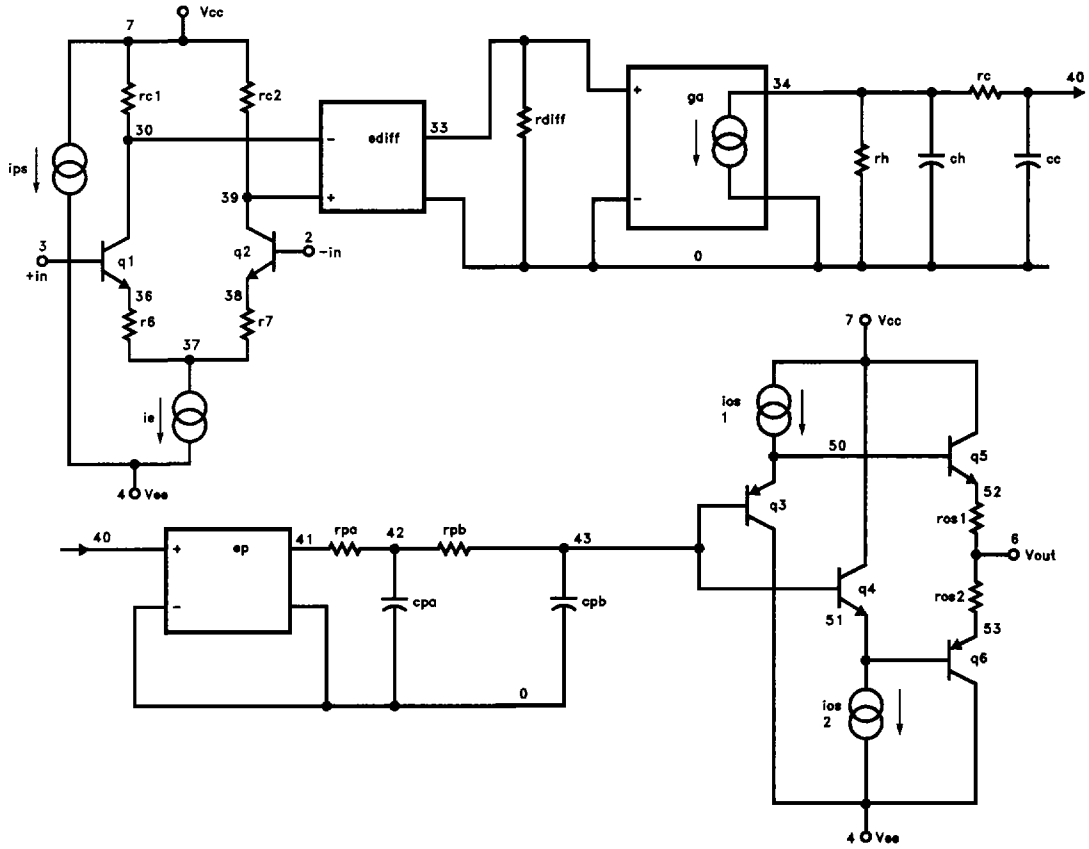 7
Vcc
rc1
rc2
30
ips
ediff
-
+
33
rdiff
39
3
+in
q1
q2
2
-in
36
38
r6
r7
37
ie
4
Vee
+
-
ga
34
rc
40
rh
ch
cc
0
40
+
-
ep
41
rpa
42
rpb
43
cpa
cpb
0
7
Vcc
ios
1
50
q5
q3
52
ros1
6
Vout
q4
51
ros2
53
q6
ios
2
4
Vee